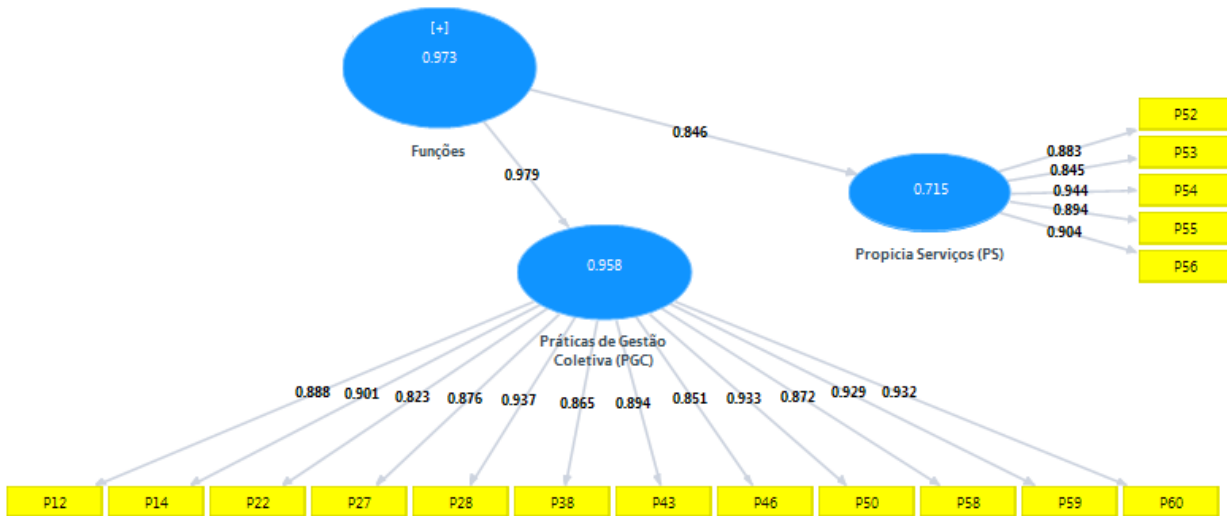 [+]
0.973
Funções
0.846
0.979
P52
0.883
P53
0.845
0.715
P54
0.944
0.894
P55
0.904
P56
Propicia Serviços (PS)
0.958
Práticas de Gestão
Coletiva (PGC)
0.888 0.901 0.823 0.876 0.937 0.865 0.894 0.851 0.933 0.872 0.929 0.932
P12 P14 P22 P27 P28 P38 P43 P46 P50 P58 P59 P60